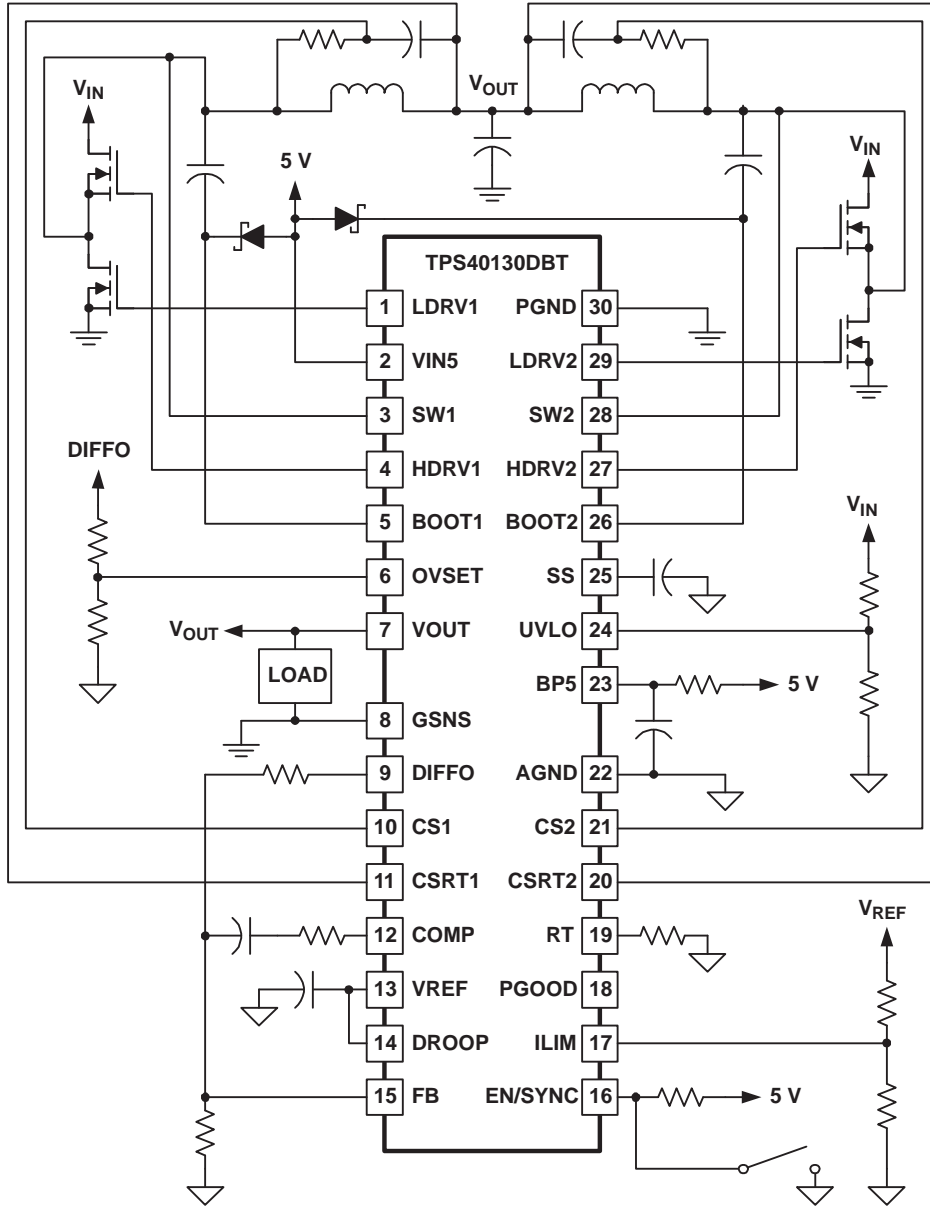 VOUT
VIN
5 V
VIN
TPS40130DBT
1 LDRV1 PGND 30
2 VIN5 LDRV2 29
3 SW1 SW2 28
DIFFO
4 HDRV1 HDRV2 27
VIN
5 BOOT1 BOOT2 26
6 OVSET SS 25
VOUT 7 VOUT UVLO 24
LOAD
BP5 23 5 V
8 GSNS
9 DIFFO AGND 22
10 CS1 CS2 21
11 CSRT1 CSRT2 20
VREF
12 COMP RT 19
13 VREF PGOOD 18
14 DROOP ILIM 17
15 FB EN/SYNC 16 5 V